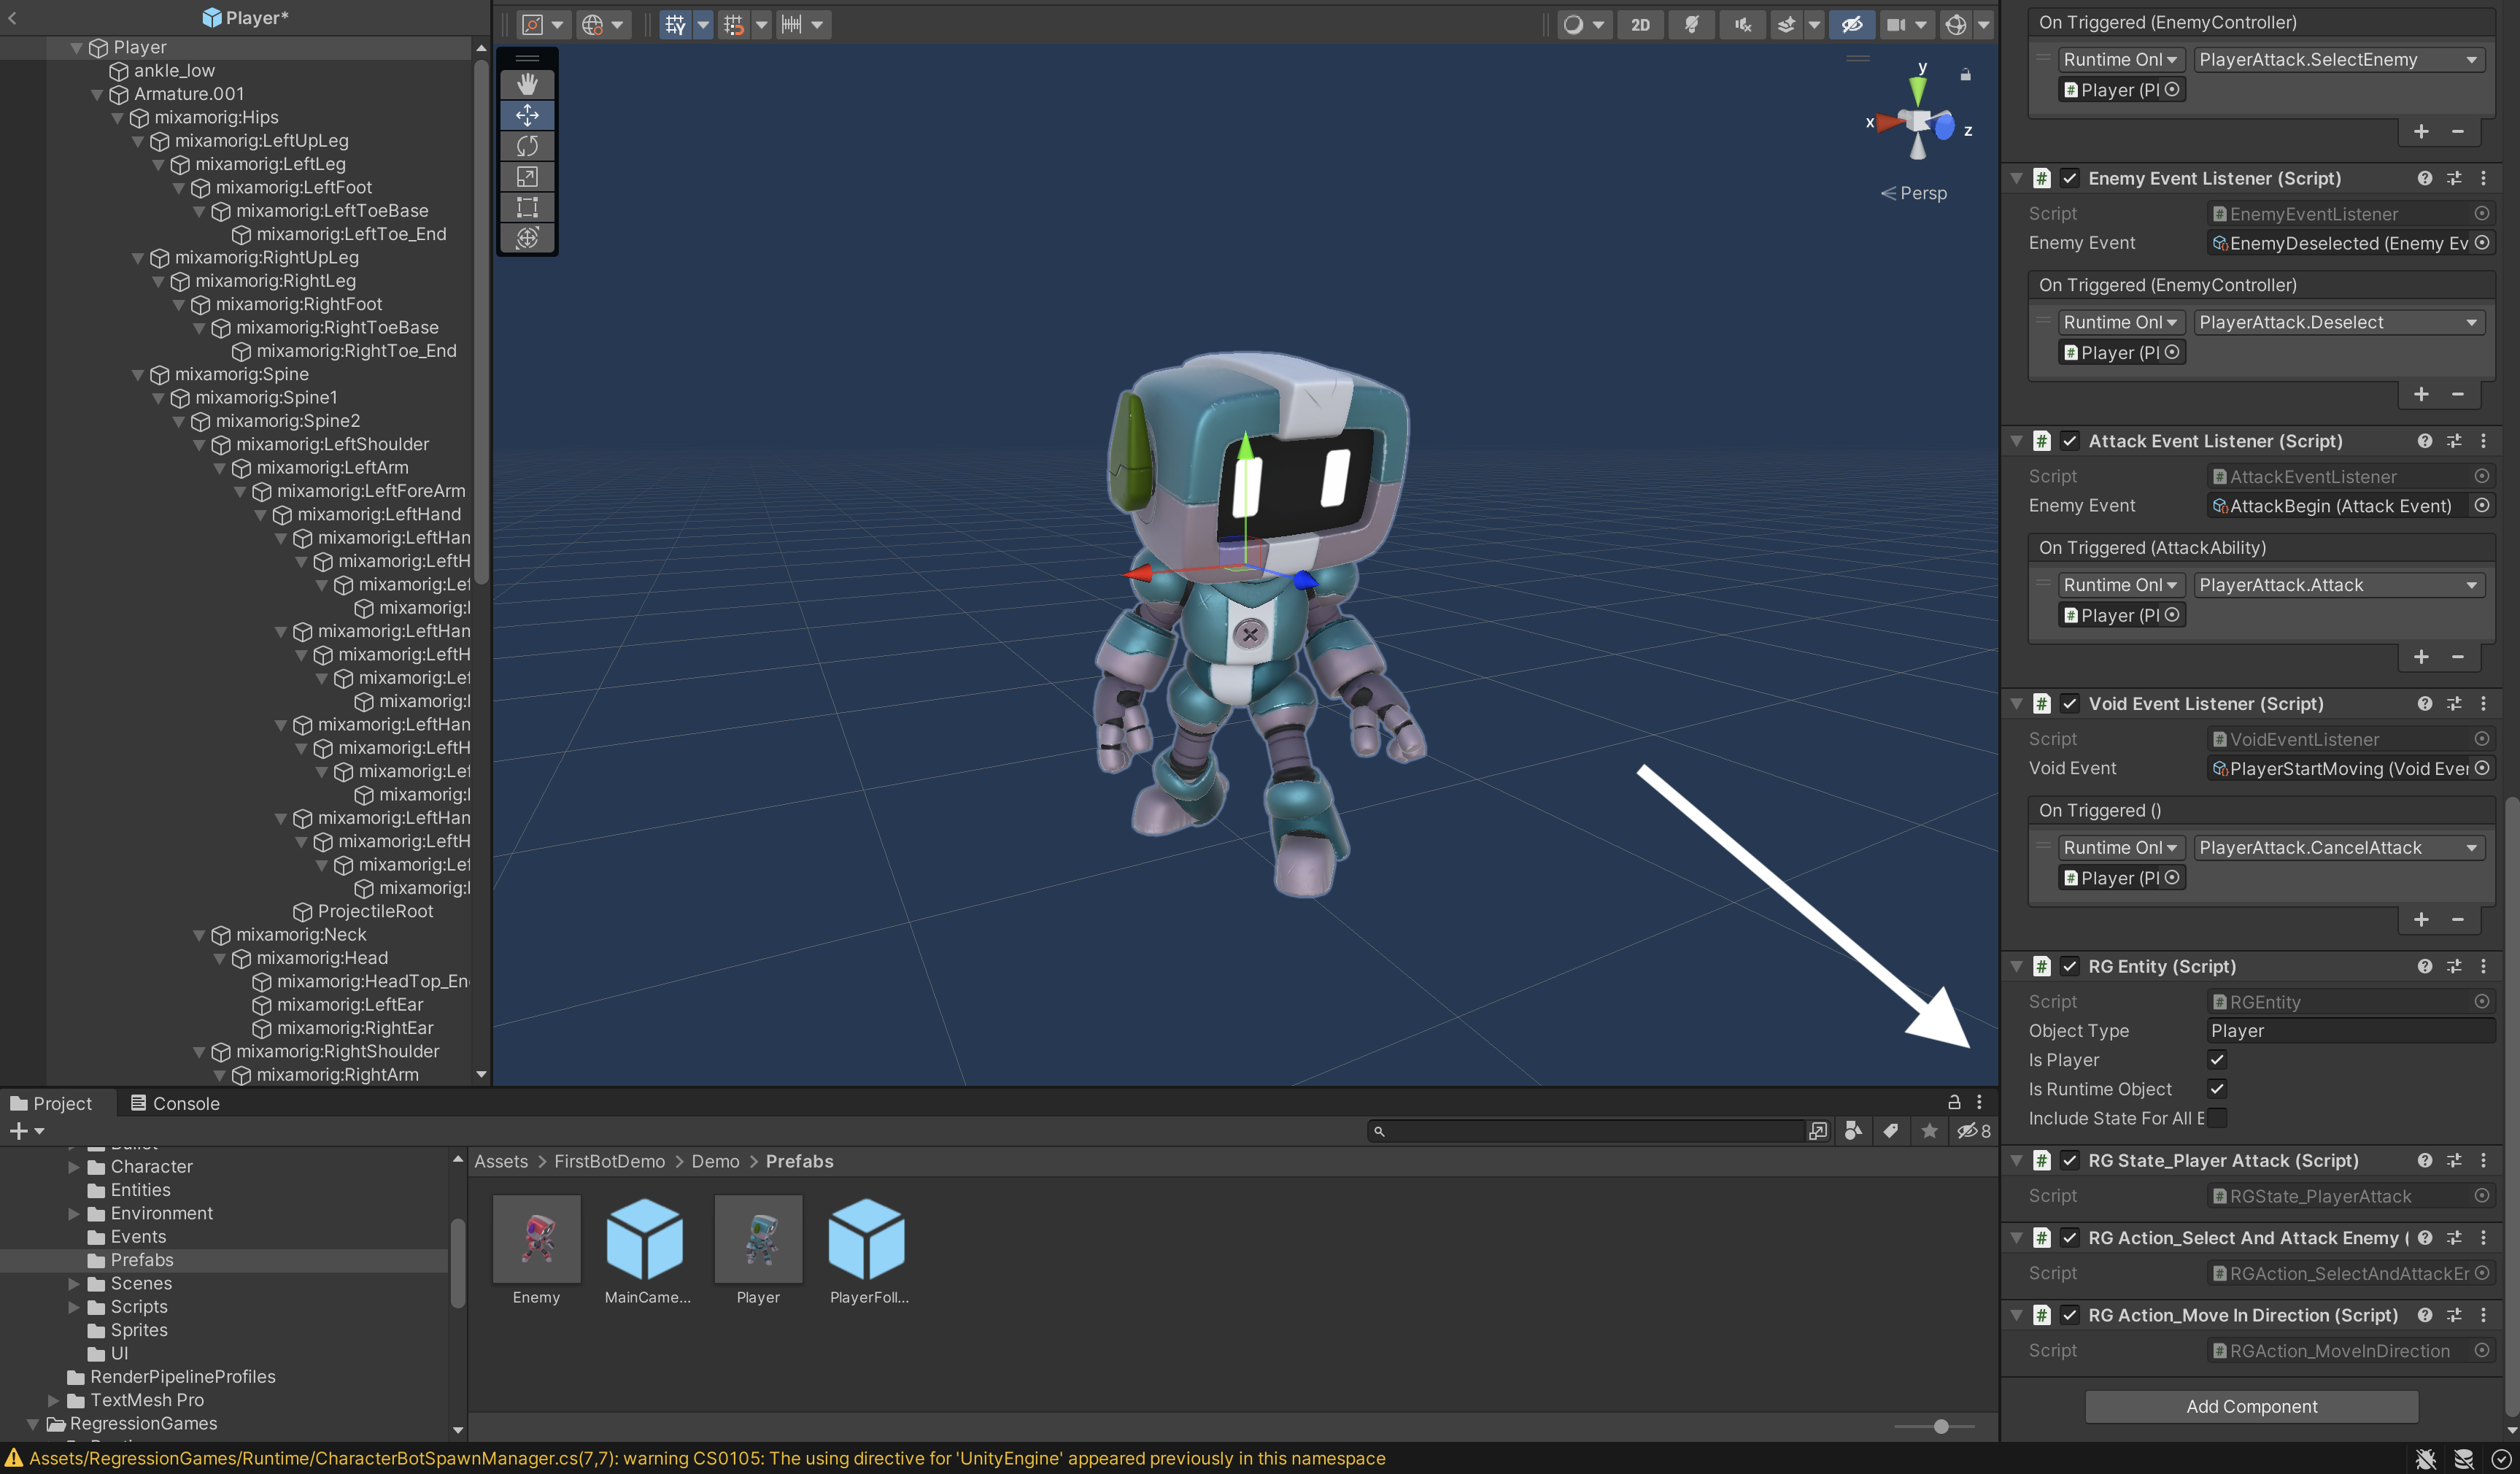 Player*
Player
ankle_low
Armature.001
mixamorig:Hips
mixamorig:LeftUpLeg
mixamorig:LeftLeg
mixamorig:LeftFoot
mixamorig:LeftToeBase
mixamorig:LeftToe_End
mixamorig:RightUpLeg
mixamorig:RightLeg
mixamorig:RightFoot
mixamorig:RightToeBase
mixamorig:RightToe_End
mixamorig:Spine
mixamorig:Spine1
mixamorig:Spine2
mixamorig:LeftShoulder
mixamorig:LeftArm
mixamorig:LeftForeArm
mixamorig:LeftHand
mixamorig:LeftHan
mixamorig:LeftH
mixamorig:Lef
mixamorig:l
mixamorig:LeftHan
mixamorig:LeftH
mixamorig:Lef
mixamorig:l
mixamorig:LeftHan
mixamorig:LeftH
mixamorig:Lef
mixamorig:l
mixamorig:LeftHan
mixamorig:LeftH
mixamorig:Lef
mixamorig:l
ProjectileRoot
mixamorig:Neck
mixamorig:Head
mixamorig:HeadTop_En
mixamorig:LeftEar
mixamorig:RightEar
mixamorig:RightShoulder
mixamorig:RightArm
2D
y
x
z
Persp
On Triggered (EnemyController)
Runtime Onl PlayerAttack.SelectEnemy
Player (Pl
Enemy Event Listener (Script)
Script EnemyEventListener
Enemy Event EnemyDeselected (Enemy Ev
On Triggered (EnemyController)
Runtime Onl PlayerAttack.Deselect
Player (Pl
Attack Event Listener (Script)
Script AttackEventListener
Enemy Event AttackBegin (Attack Event)
On Triggered (AttackAbility)
Runtime Onl PlayerAttack.Attack
Player (Pl
Void Event Listener (Script)
Script VoidEventListener
Void Event PlayerStartMoving (Void Ever
On Triggered ()
Runtime Onl PlayerAttack.CancelAttack
Player (Pl
RG Entity (Script)
Script RGEntity
Object Type Player
Is Player
Is Runtime Object
Include State For All E
RG State_Player Attack (Script)
Script RGState_PlayerAttack
RG Action_Select And Attack Enemy (
Script RGAction_SelectAndAttackEr
RG Action_Move In Direction (Script)
Script RGAction_MoveInDirection
Add Component
Project Console
8
Character
Entities
Environment
Events
Prefabs
Scenes
Scripts
Sprites
UI
RenderPipelineProfiles
TextMesh Pro
RegressionGames
Assets > FirstBotDemo > Demo > Prefabs
Enemy MainCame... Player PlayerFoll...
Assets/RegressionGames/Runtime/CharacterBotSpawnManager.cs(7,7): warning CS0105: The using directive for 'UnityEngine' appeared previously in this namespace